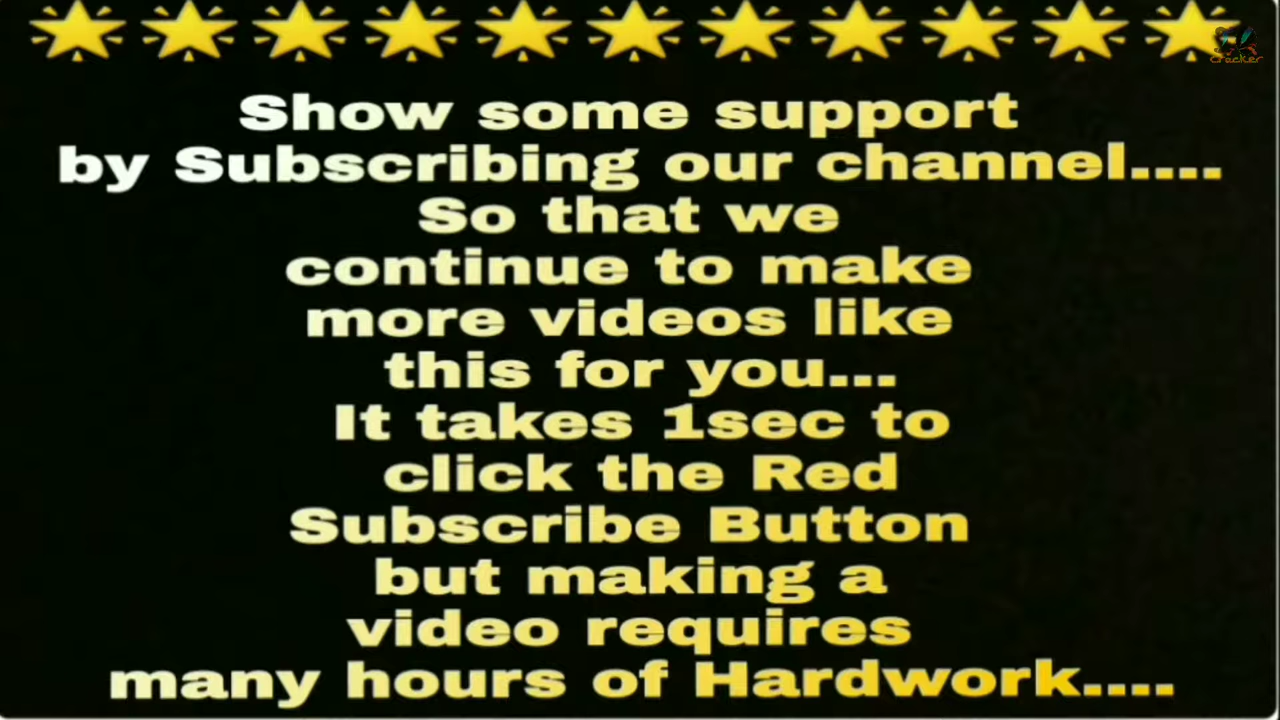 Cracker
Show some support
by Subscribing our channel....
So that we
continue to make
more videos like
this for you...
It takes 1sec to
click the Red
Subscribe Button
but making a
video requires
many hours of Hardwork....